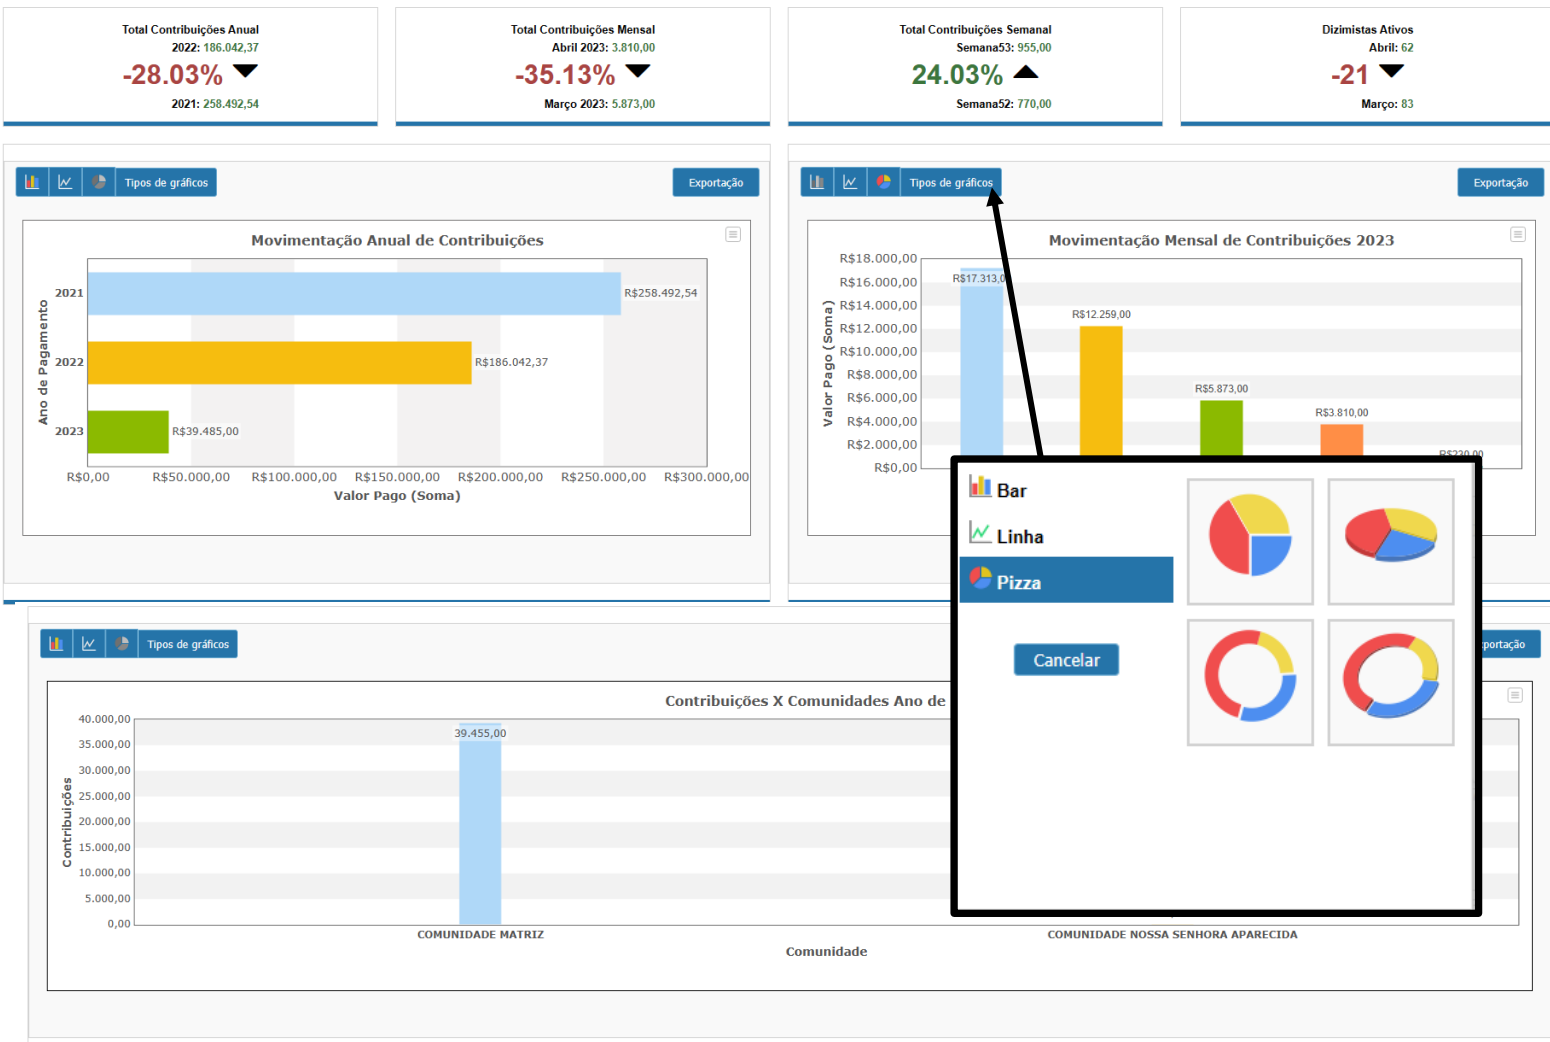 Total Contribuições Anual
2022: 186.042,37
-28.03%
2021: 258.492,54
Total Contribuições Mensal
Abril 2023: 3.810,00
-35.13%
Março 2023: 5.873,00
Total Contribuições Semanal
Semana53: 955,00
24.03%
Semana52: 770,00
Dizimistas Ativos
Abril: 62
-21
Março: 83
Tipos de gráficos
Exportação
Movimentação Anual de Contribuições
Ano de Pagamento
2021
R$258.492,54
2022
R$186.042,37
2023
R$39.485,00
R$0,00 R$50.000,00 R$100.000,00 R$150.000,00 R$200.000,00 R$250.000,00 R$300.000,00
Valor Pago (Soma)
Tipos de gráficos
Exportação
Movimentação Mensal de Contribuições 2023
Valor Pago (Soma)
R$18.000,00
R$16.000,00
R$14.000,00
R$12.000,00
R$10.000,00
R$8.000,00
R$6.000,00
R$4.000,00
R$2.000,00
R$0,00
R$17.313,0
R$12.259,00
R$5.873,00
R$3.810,00
R$230,00
Bar
Linha
Pizza
Cancelar
Tipos de gráficos
portação
Contribuições X Comunidades Ano de
Contribuições
40.000,00
35.000,00
30.000,00
25.000,00
20.000,00
15.000,00
10.000,00
5.000,00
0,00
39.455,00
COMUNIDADE MATRIZ
COMUNIDADE NOSSA SENHORA APARECIDA
Comunidade